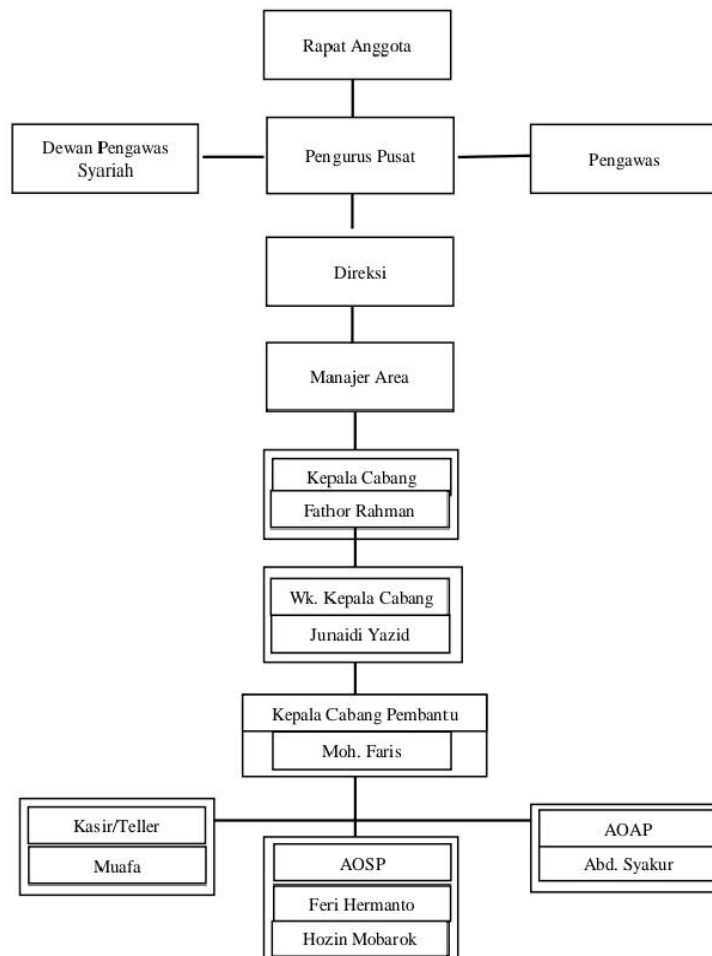 Rapat Anggota
Dewan Pengawas
Syariah
Pengurus Pusat
Pengawas
Direksi
Manajer Area
Kepala Cabang
Fathor Rahman
Wk. Kepala Cabang
Junaidi Yazid
Kepala Cabang Pembantu
Moh. Faris
Kasir/Teller
Muafa
AOSP
Feri Hermanto
Hozin Mobarok
AOAP
Abd. Syakur